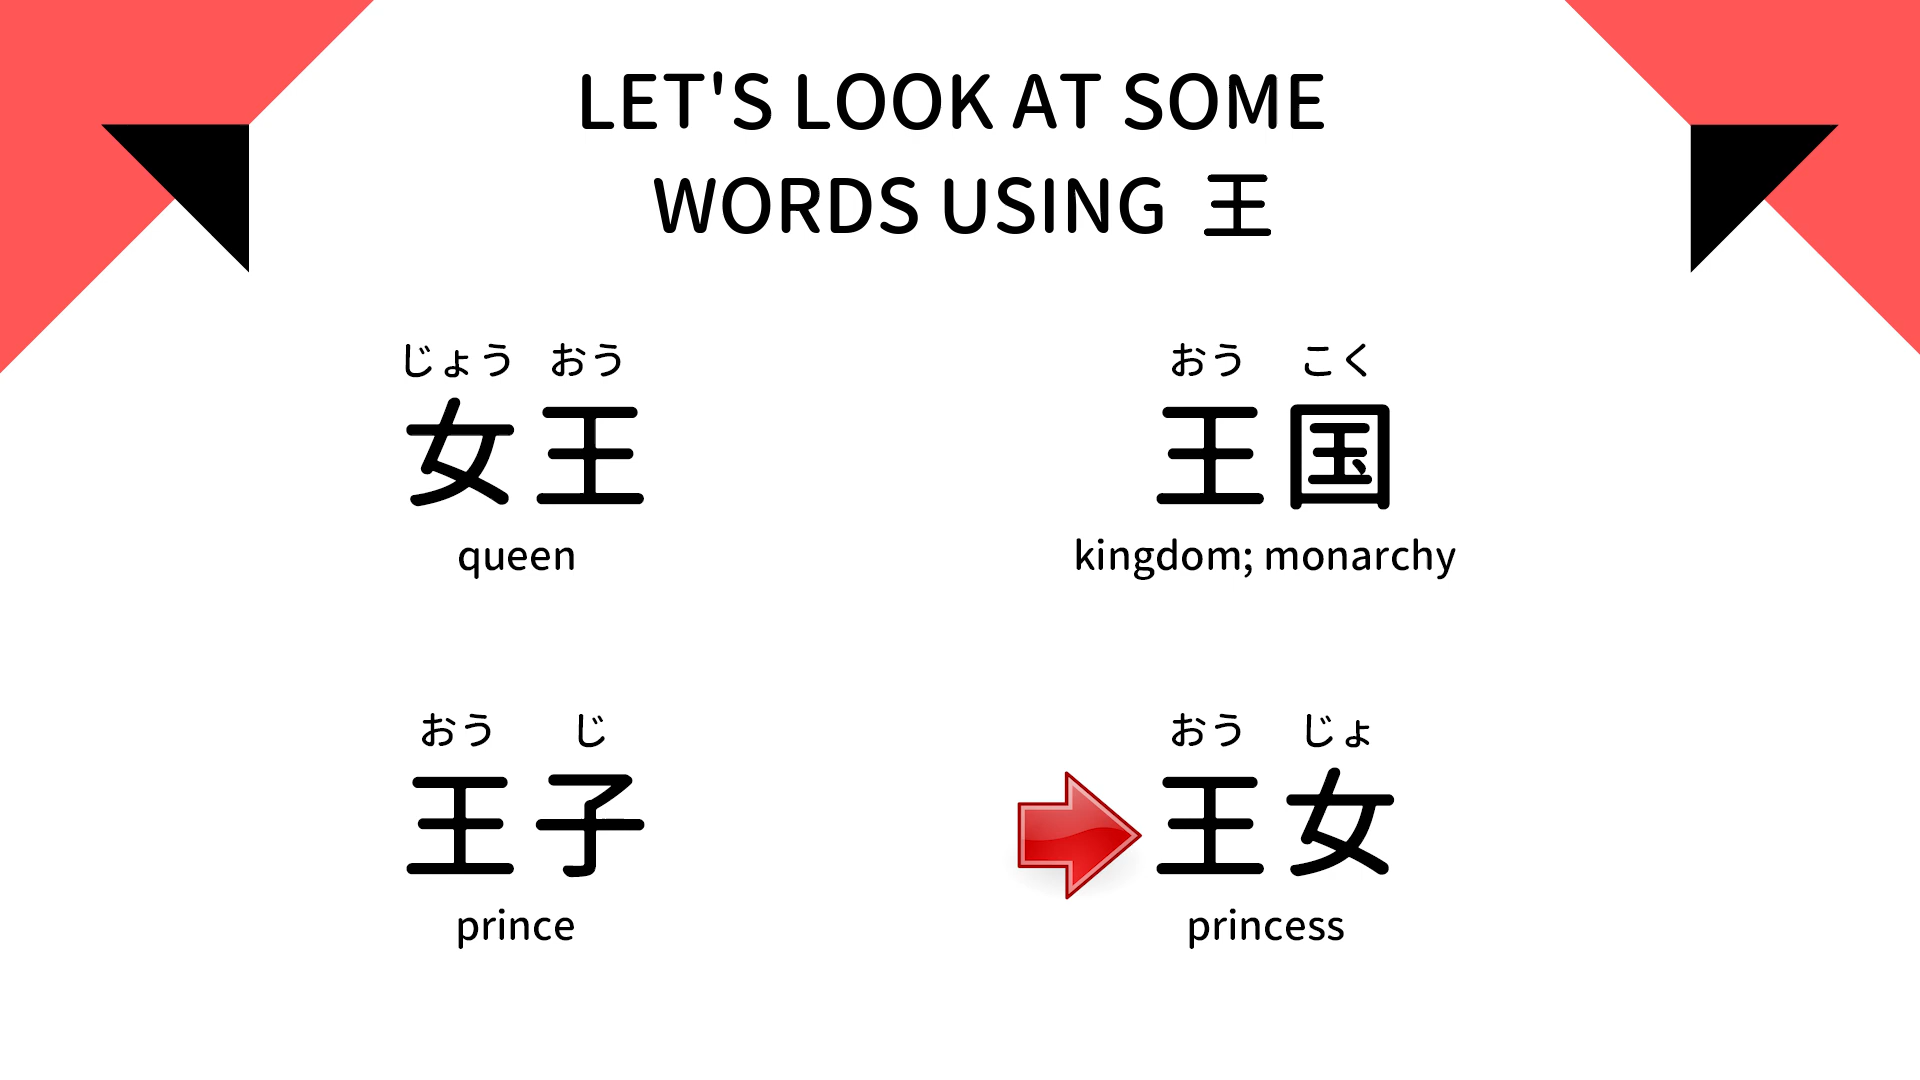 LET'S LOOK AT SOME
WORDS USING 王
じょう おう
女王
queen
おう こく
王国
kingdom; monarchy
おう じ
王子
prince
おう じょ
王女
princess